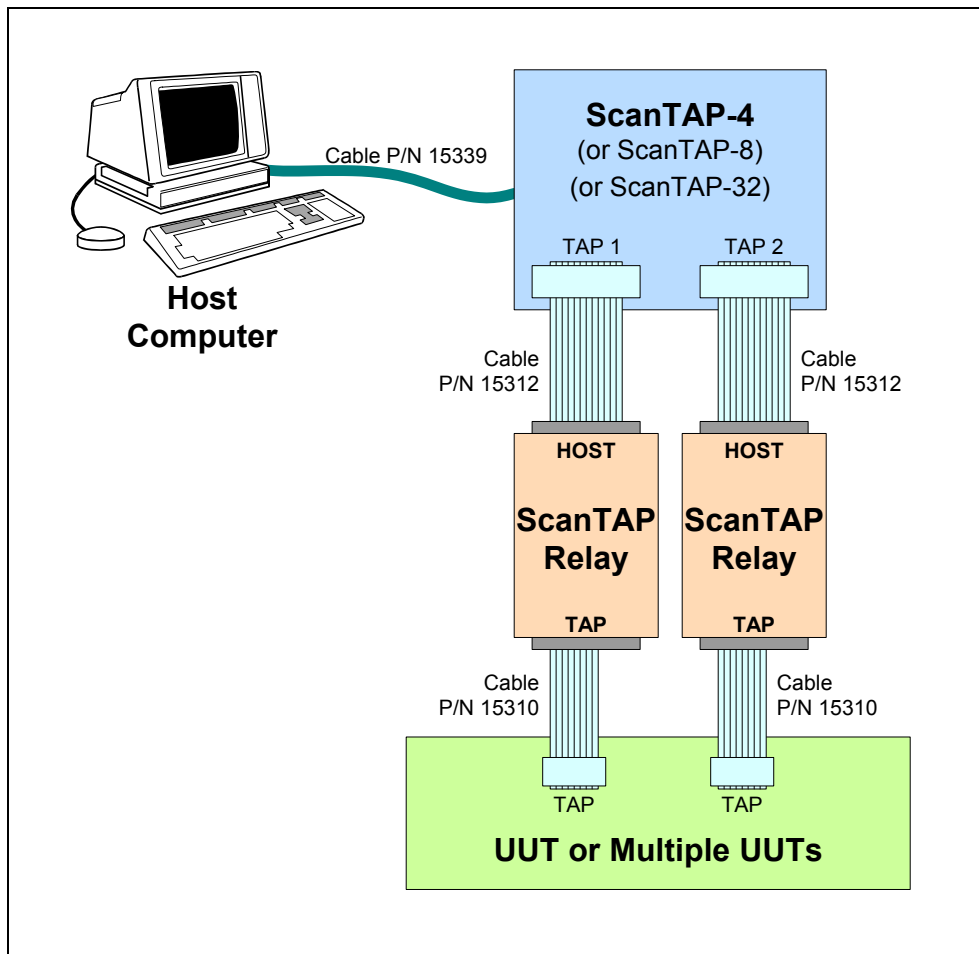 ScanTAP-4
(or ScanTAP-8)
(or ScanTAP-32)
Cable P/N 15339
TAP 1
TAP 2
Host
Computer
Cable
P/N 15312
Cable
P/N 15312
HOST
HOST
ScanTAP
Relay
ScanTAP
Relay
TAP
TAP
Cable
P/N 15310
Cable
P/N 15310
TAP
TAP
UUT or Multiple UUTs